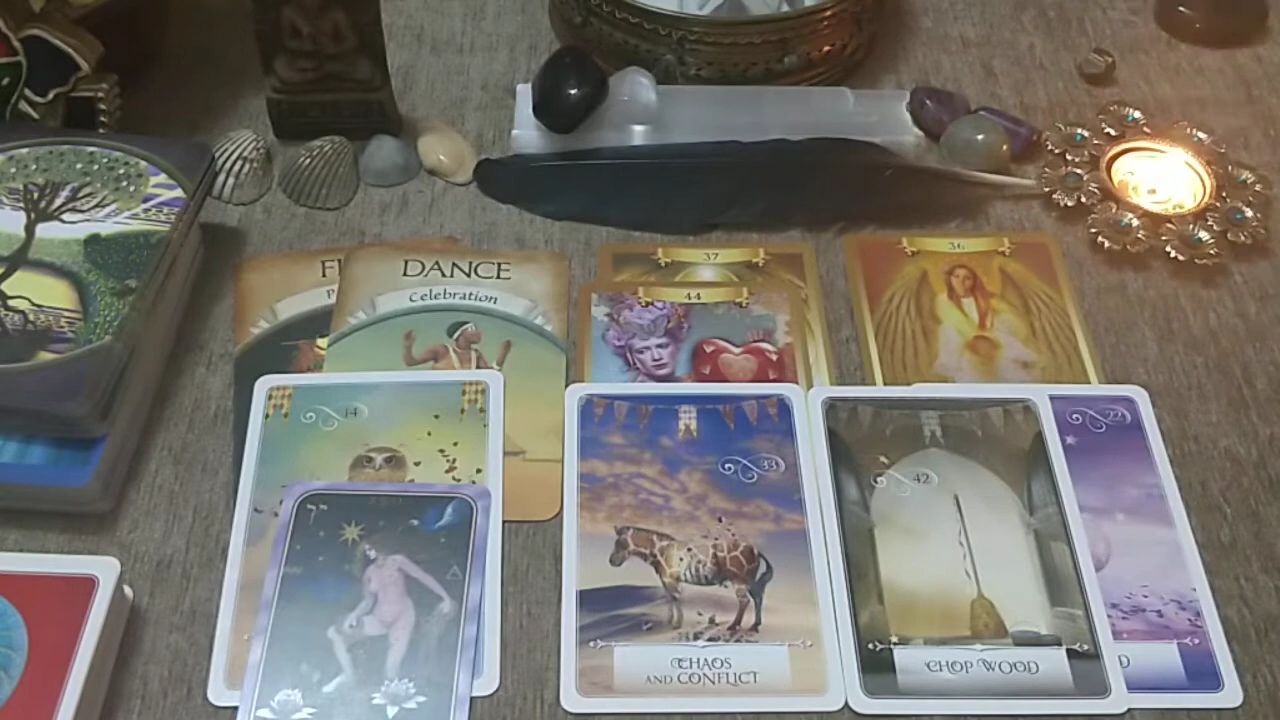 DANCE
Celebration
37
44
36
14
33
42
22
CHAOS
AND CONFLICT
CHOP WOOD
D